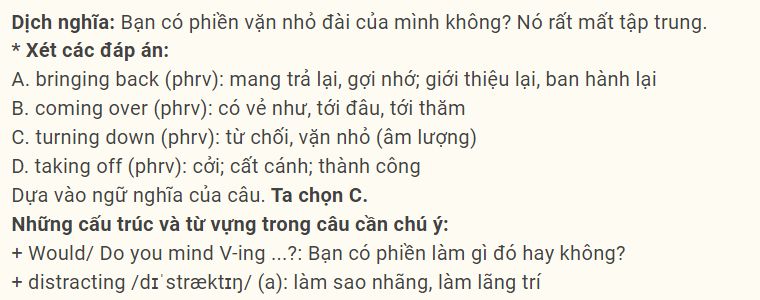 Dịch nghĩa: Bạn có phiền vặn nhỏ đài của mình không? Nó rất mất tập trung.
* Xét các đáp án:
A. bringing back (phrv): mang trả lại, gợi nhớ; giới thiệu lại, ban hành lại
B. coming over (phrv): có vẻ như, tới đâu, tới thăm
C. turning down (phrv): từ chối, vặn nhỏ (âm lượng)
D. taking off (phrv): cởi; cất cánh; thành công
Dựa vào ngữ nghĩa của câu. Ta chọn C.
Những cấu trúc và từ vựng trong câu cần chú ý:
+ Would/ Do you mind V-ing ...?: Bạn có phiền làm gì đó hay không?
+ distracting /dɪˈstræktɪŋ/ (a): làm sao nhãng, làm lãng trí